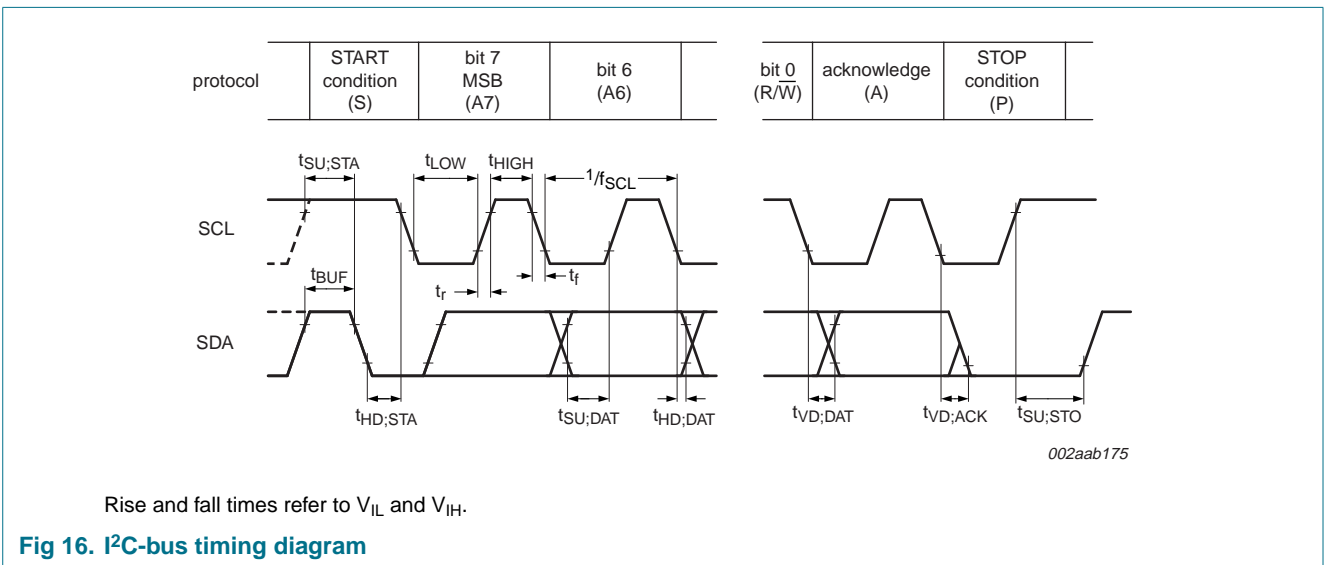 protocol
START
condition
(S)
bit 7
MSB
(A7)
bit 6
(A6)
bit 0
(R/W̅)
acknowledge
(A)
STOP
condition
(P)
tSU;STA
tLOW
tHIGH
1/fSCL
SCL
tBUF
tr
tf
SDA
tHD;STA
tSU;DAT
tHD;DAT
tVD;DAT
tVD;ACK
tSU;STO
002aab175
Rise and fall times refer to VIL and VIH.
Fig 16. I²C-bus timing diagram